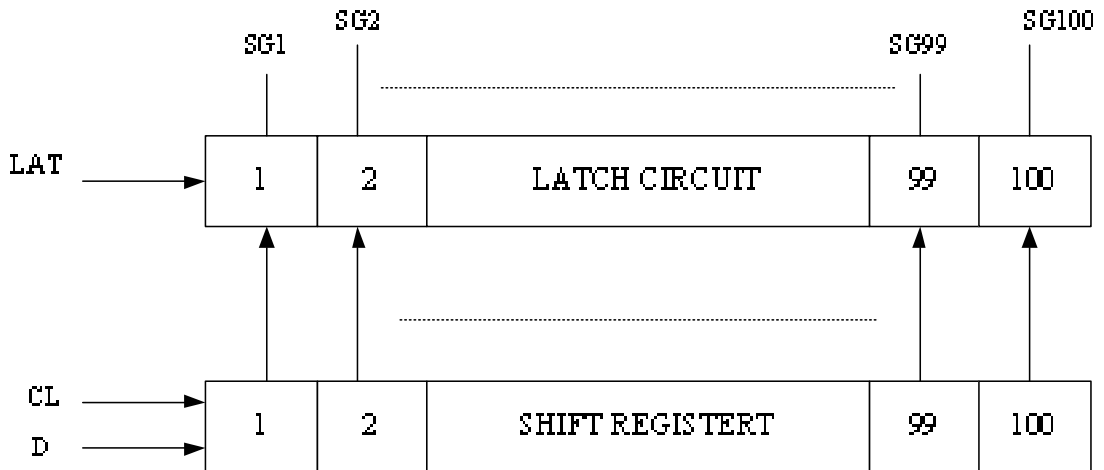 SG1 SG2 SG99 SG100
LAT 1 2 LATCH CIRCUIT 99 100
CL
D 1 2 SHIFT REGISTERT 99 100